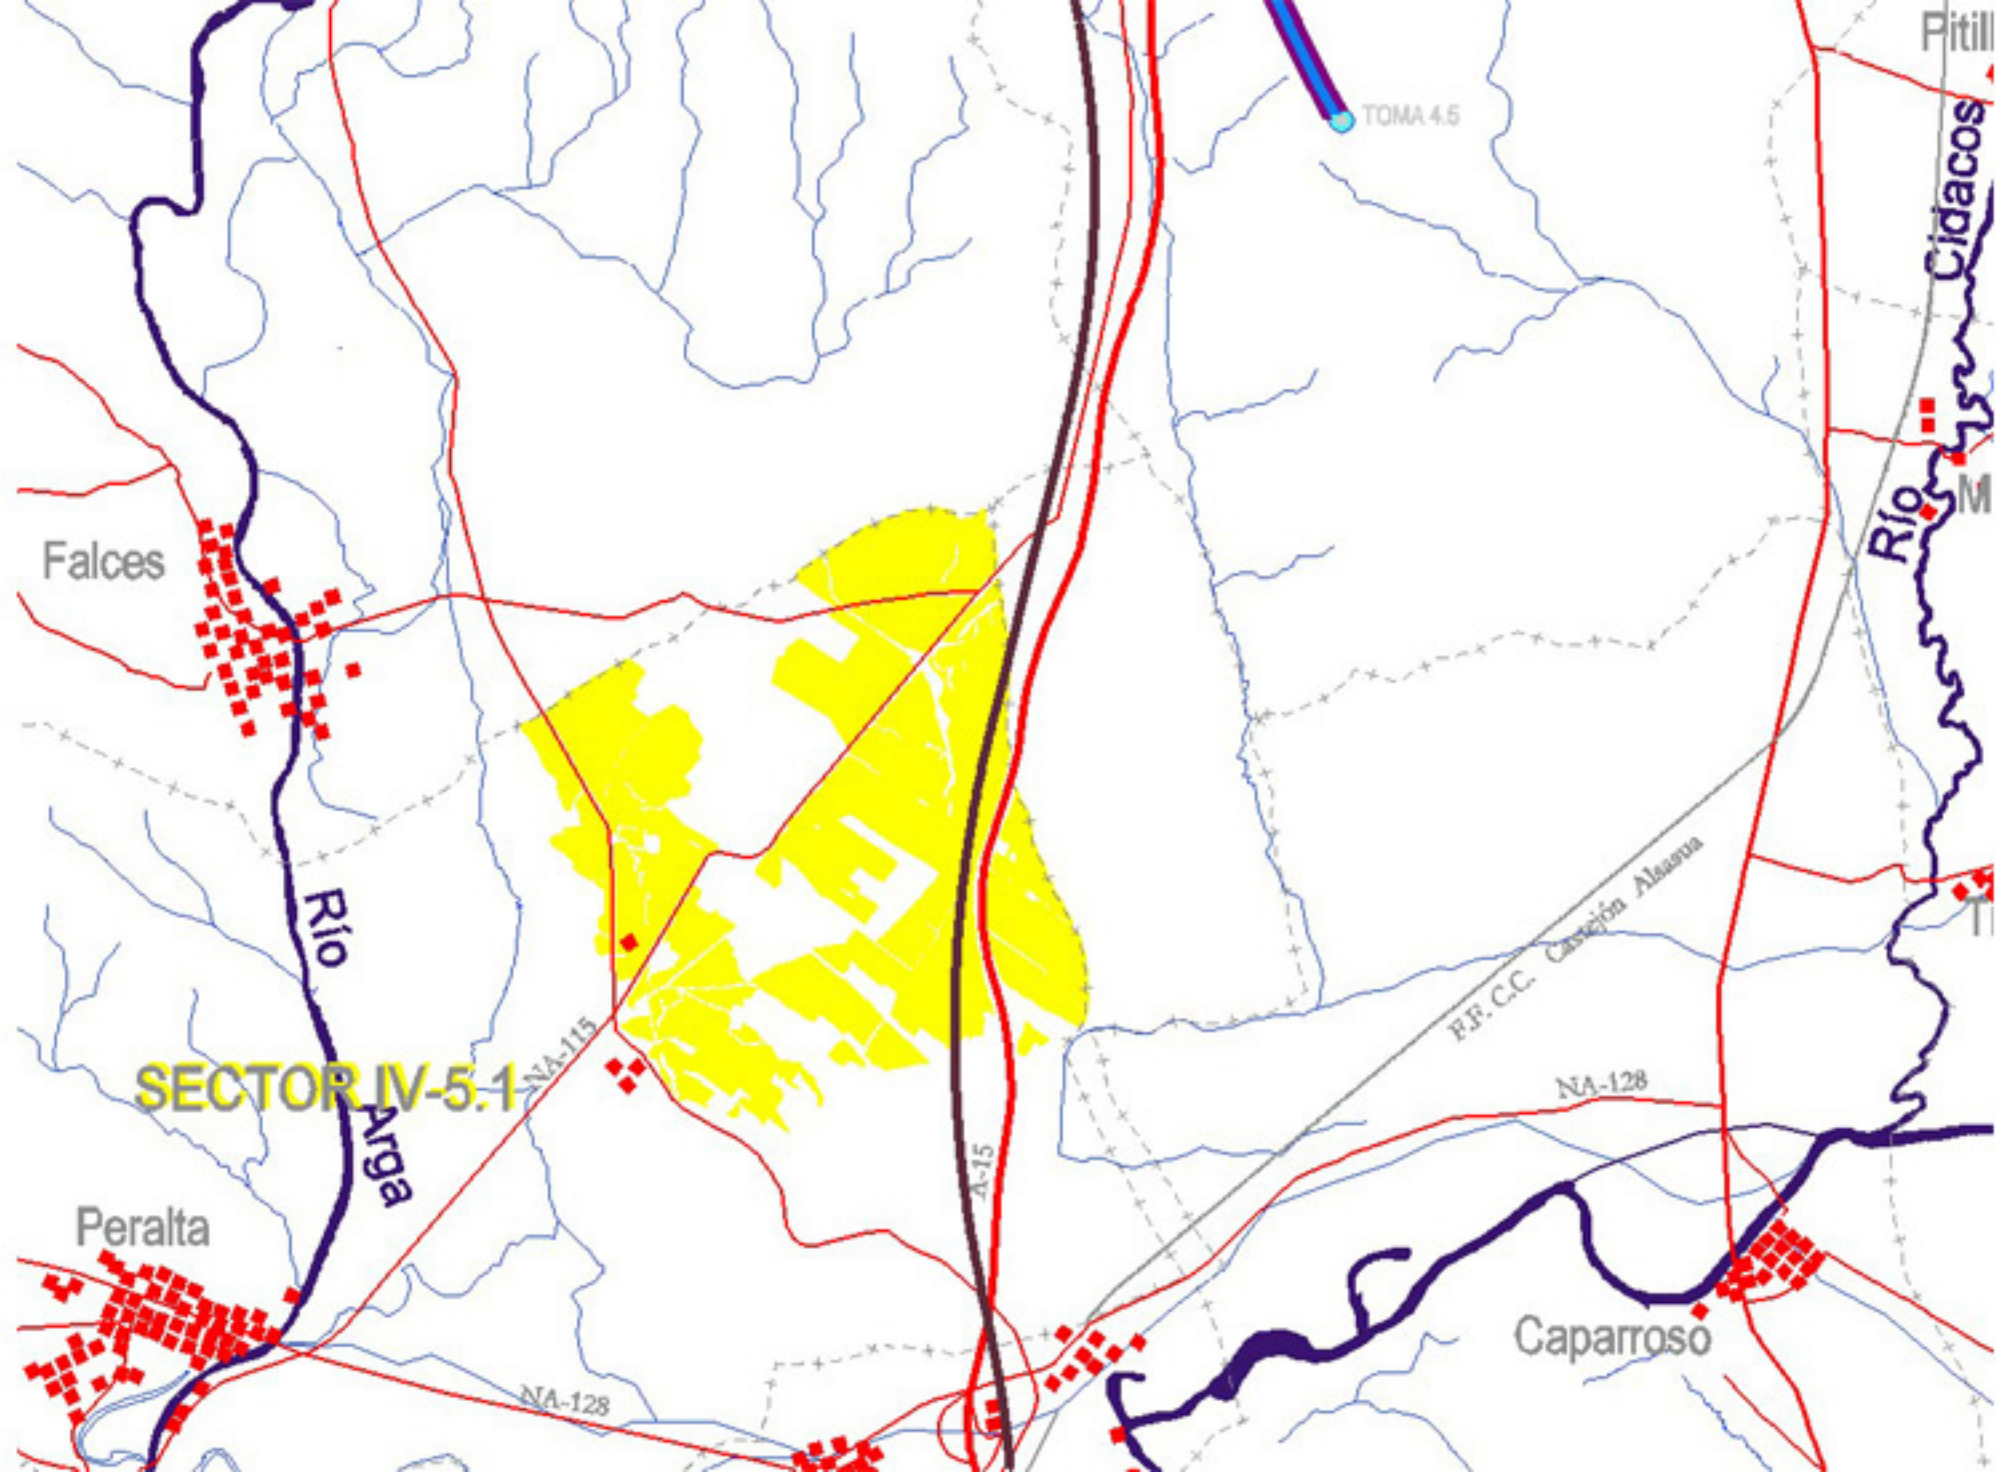 Pitill
TOMA 4.5
Río Cidacos
M
Falces
F.F. C.C. Castejón Alsasua
TI
Río Arga
NA-115
SECTOR IV-5.1
NA-128
A-15
Peralta
Caparroso
NA-128